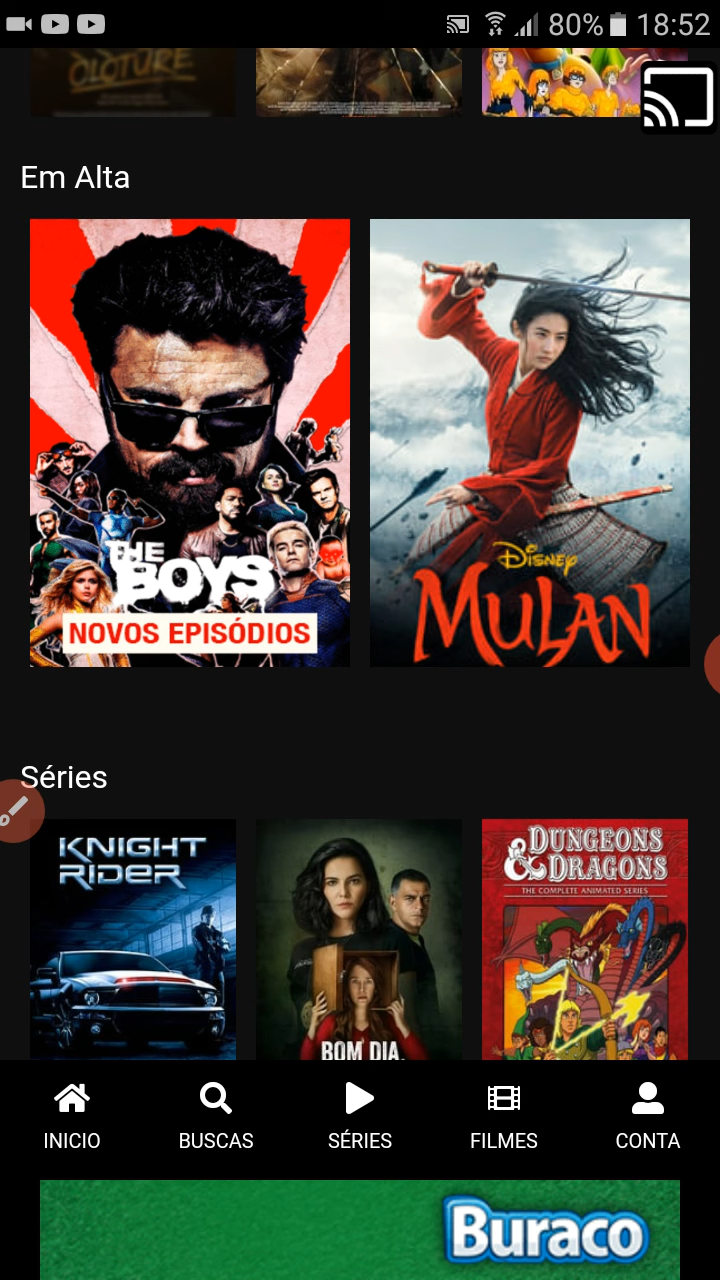 80% 18:52
OLOTURE
Em Alta
THE
BOYS
NOVOS EPISÓDIOS
DISNEY
MULAN
Séries
KNIGHT
RIDER
BOM DIA,
DUNGEONS
& DRAGONS
THE COMPLETE ANIMATED SERIES
INICIO BUSCAS SÉRIES FILMES CONTA
Buraco